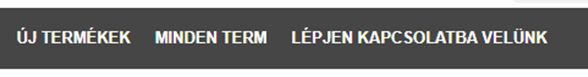 ÚJ TERMÉKEK MINDEN TERM LÉPJEN KAPCSOLATBA VELÜNK